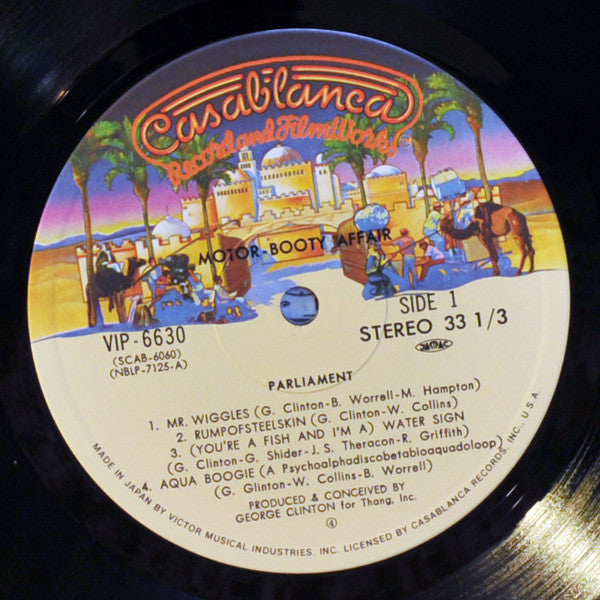 Casablanca
Record and FilmWorks
MOTOR-BOOTY AFFAIR
VIP-6630
(SCAB-6060)
(NBLP-7125-A)
SIDE 1
STEREO 33 1/3
JASRAC
PARLIAMENT
1. MR. WIGGLES (G. Clinton-B. Worrell-M. Hampton)
2. RUMPOFSTEELSKIN (G. Clinton-W. Collins)
3. (YOU'RE A FISH AND I'M A) WATER SIGN
(G. Clinton-G. Shider-J. S. Theracon-R. Griffith)
4. AQUA BOOGIE (A Psychoalphadiscobetabioaquadoloop)
(G. Glinton-W. Collins-B. Worrell)
PRODUCED & CONCEIVED BY
GEORGE CLINTON for Thang, Inc.
4
MADE IN JAPAN BY VICTOR MUSICAL INDUSTRIES, INC. LICENSED BY CASABLANCA RECORDS, INC. U.S.A.